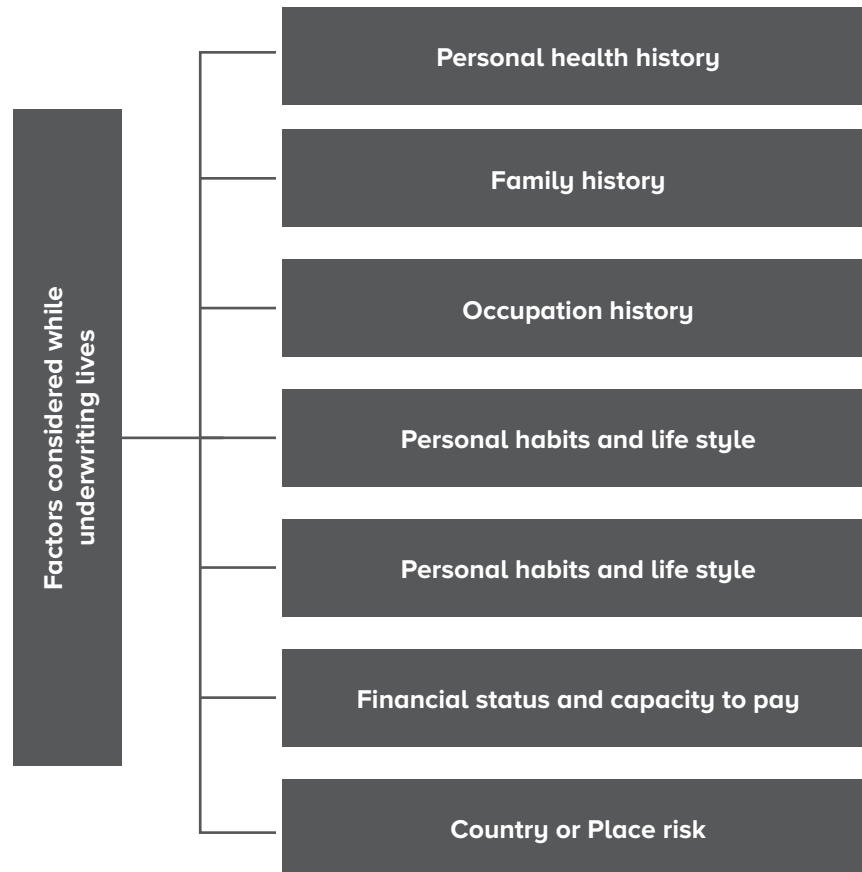 Factors considered while
underwriting lives
Personal health history
Family history
Occupation history
Personal habits and life style
Personal habits and life style
Financial status and capacity to pay
Country or Place risk